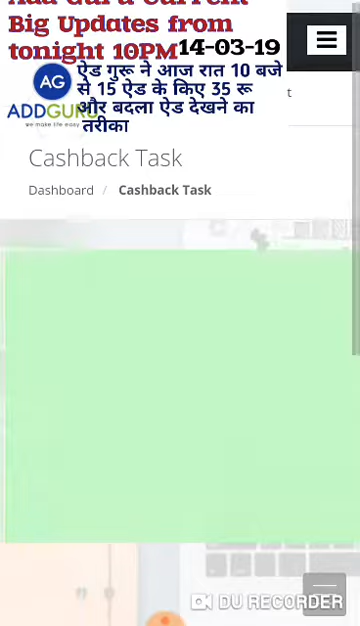 Big Updates from
tonight 10PM 14-03-19
ऐड गुरू ने आज रात 10 बजे
से 15 ऐड के किए 35 रू
और बदला ऐड देखने का
तरीका
AG
ADDGURU
we make life easy
Cashback Task
Dashboard / Cashback Task
DU RECORDER